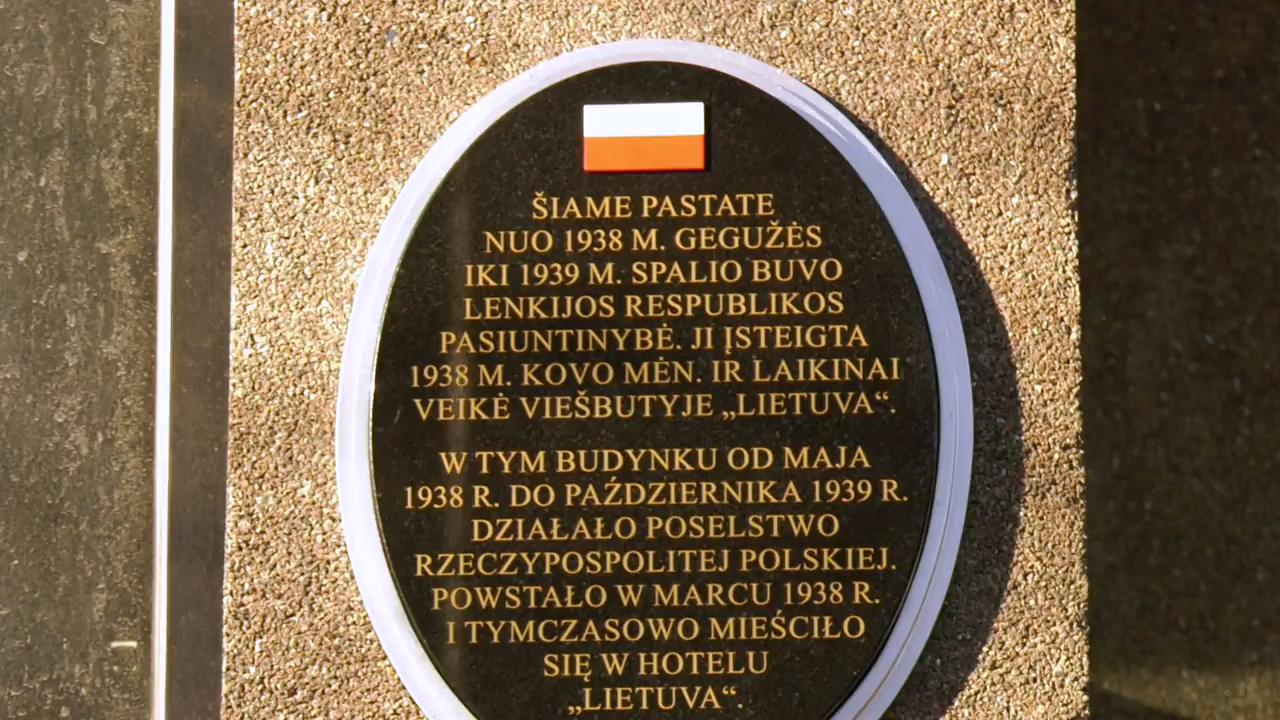 ŠIAME PASTATE
NUO 1938 M. GEGUŽĖS
IKI 1939 M. SPALIO BUVO
LENKIJOS RESPUBLIKOS
PASIUNTINYBĖ. JI ĮSTEIGTA
1938 M. KOVO MĖN. IR LAIKINAI
VEIKĖ VIEŠBUTYJE „LIETUVA“.
W TYM BUDYNKU OD MAJA
1938 R. DO PAŹDZIERNIKA 1939 R.
DZIAŁAŁO POSELSTWO
RZECZYPOSPOLITEJ POLSKIEJ.
POWSTAŁO W MARCU 1938 R.
I TYMCZASOWO MIEŚCIŁO
SIĘ W HOTELU
„LIETUVA“.